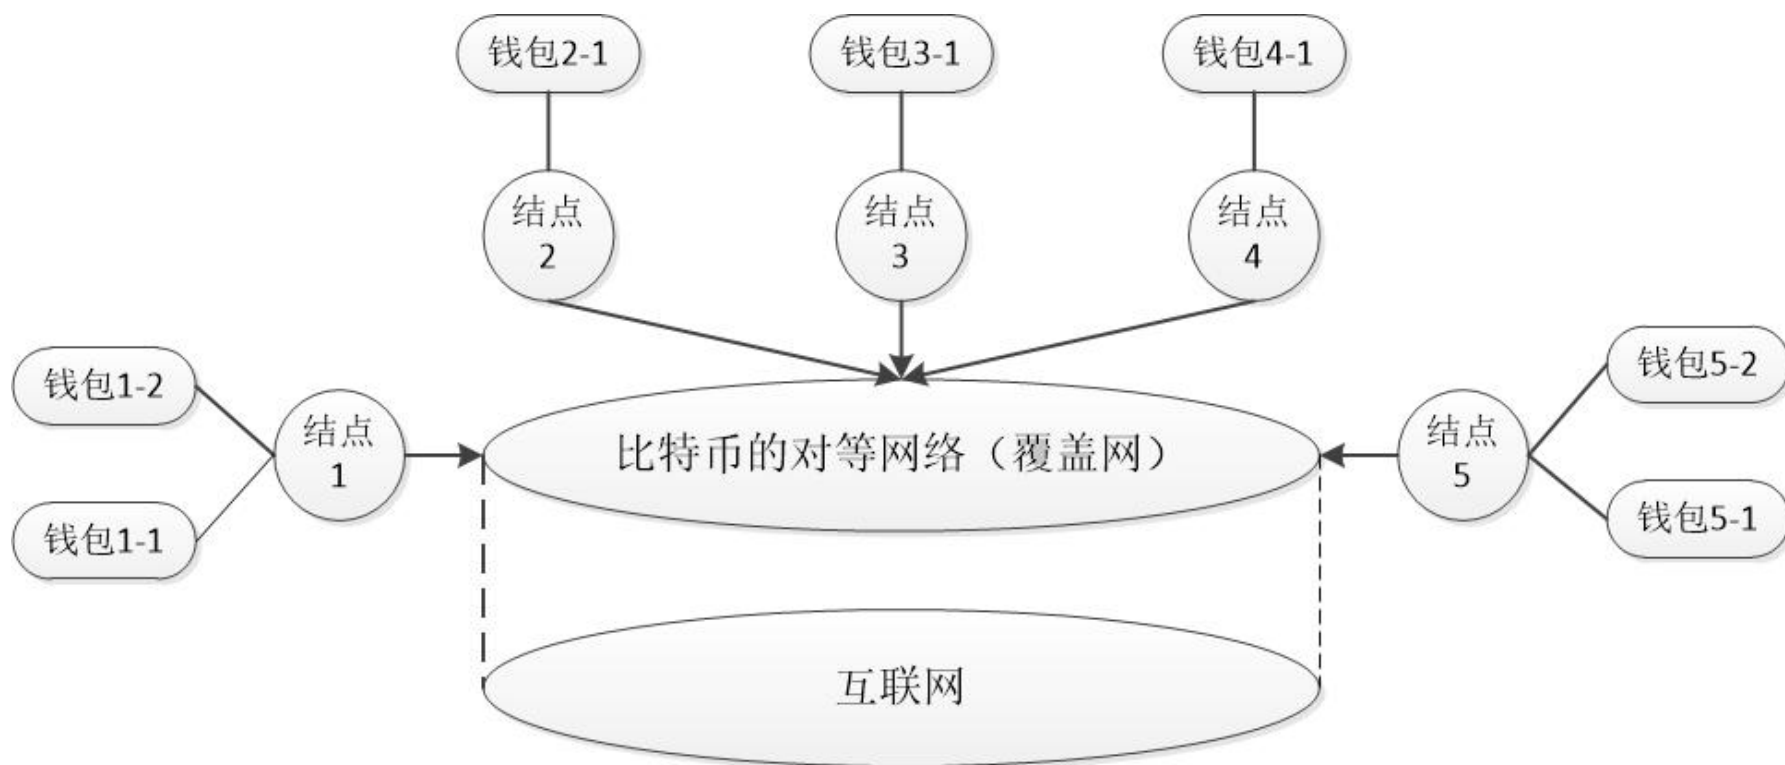 钱包2-1
钱包3-1
钱包4-1
结点
2
结点
3
结点
4
钱包1-2
结点
1
钱包1-1
比特币的对等网络（覆盖网）
结点
5
钱包5-2
钱包5-1
互联网